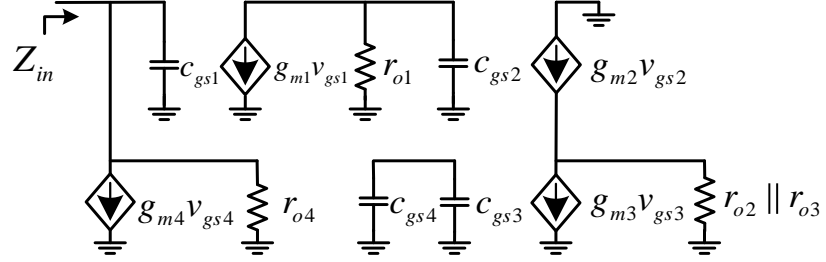 Z_in
c_gs1
g_m1 v_gs1
r_o1
c_gs2
g_m2 v_gs2
g_m4 v_gs4
r_o4
c_gs4
c_gs3
g_m3 v_gs3
r_o2 || r_o3